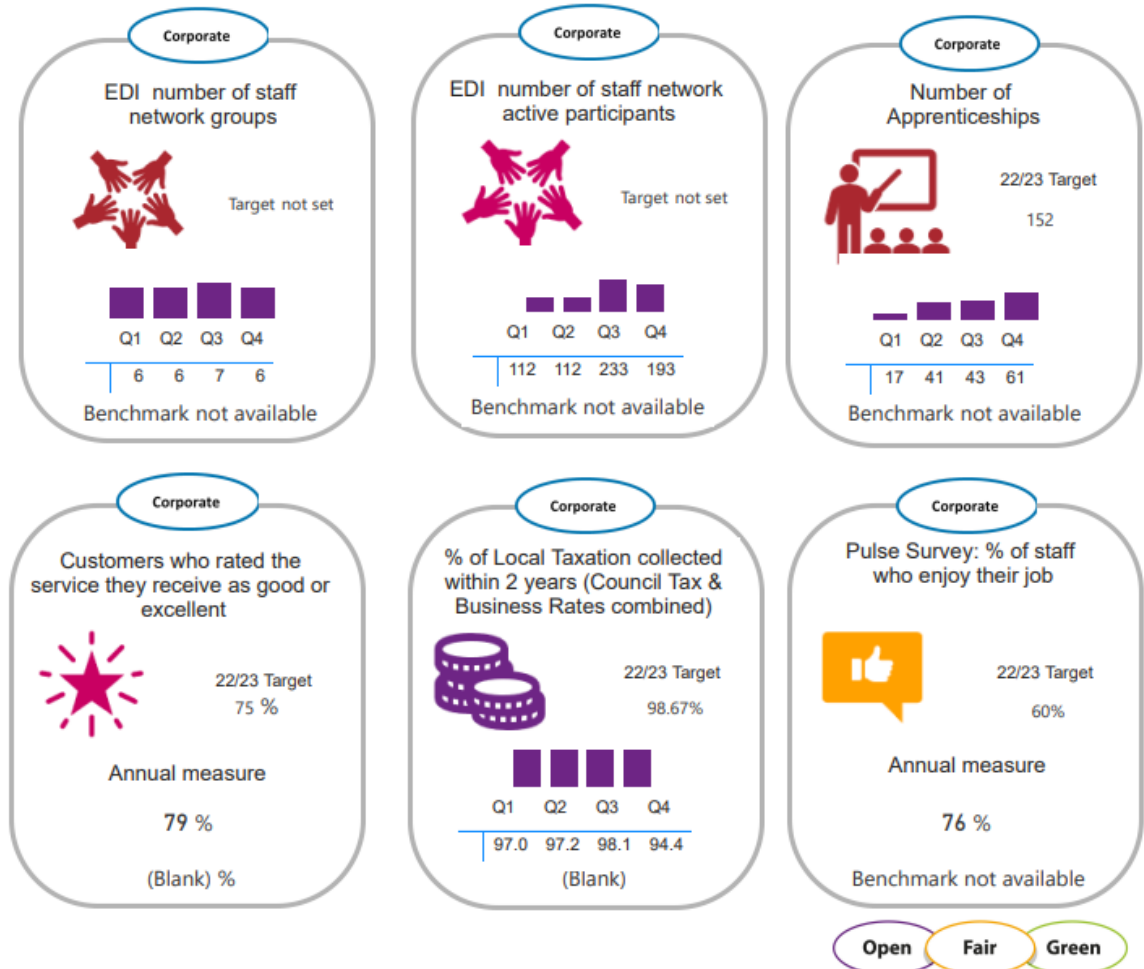 Corporate
EDI number of staff
network groups
Target not set
Q1 Q2 Q3 Q4
6 6 7 6
Benchmark not available
Corporate
EDI number of staff network
active participants
Target not set
Q1 Q2 Q3 Q4
112 112 233 193
Benchmark not available
Corporate
Number of
Apprenticeships
22/23 Target
152
Q1 Q2 Q3 Q4
17 41 43 61
Benchmark not available
Corporate
Customers who rated the
service they receive as good or
excellent
22/23 Target
75 %
Annual measure
79 %
(Blank) %
Corporate
% of Local Taxation collected
within 2 years (Council Tax &
Business Rates combined)
22/23 Target
98.67%
Q1 Q2 Q3 Q4
97.0 97.2 98.1 94.4
(Blank)
Corporate
Pulse Survey: % of staff
who enjoy their job
22/23 Target
60%
Annual measure
76 %
Benchmark not available
Open Fair Green